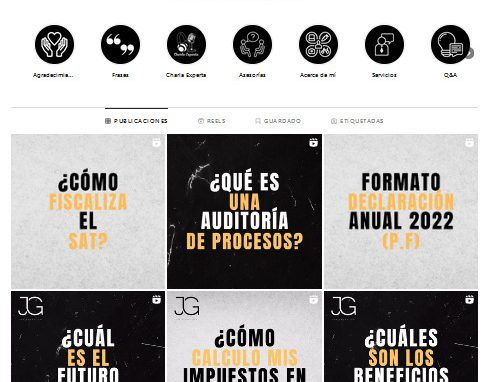 Agradecimie...
Frases
Charla Experta
Asesorías
Acerca de mí
Servicios
Q&A
PUBLICACIONES
REELS
GUARDADO
ETIQUETADAS
¿CÓMO
FISCALIZA
EL
SAT?
¿QUÉ ES
UNA
AUDITORÍA
DE PROCESOS?
FORMATO
DECLARACIÓN
ANUAL 2022
(P.F)
JG
¿CUÁL
ES EL
FUTURO
JG
¿CÓMO
CALCULO MIS
IMPUESTOS EN
JG
¿CUÁLES
SON LOS
BENEFICIOS